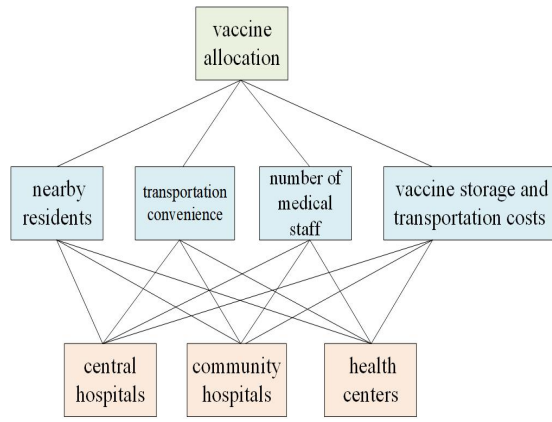 vaccine
allocation
nearby
residents
transportation
convenience
number of
medical
staff
vaccine storage and
transportation costs
central
hospitals
community
hospitals
health
centers